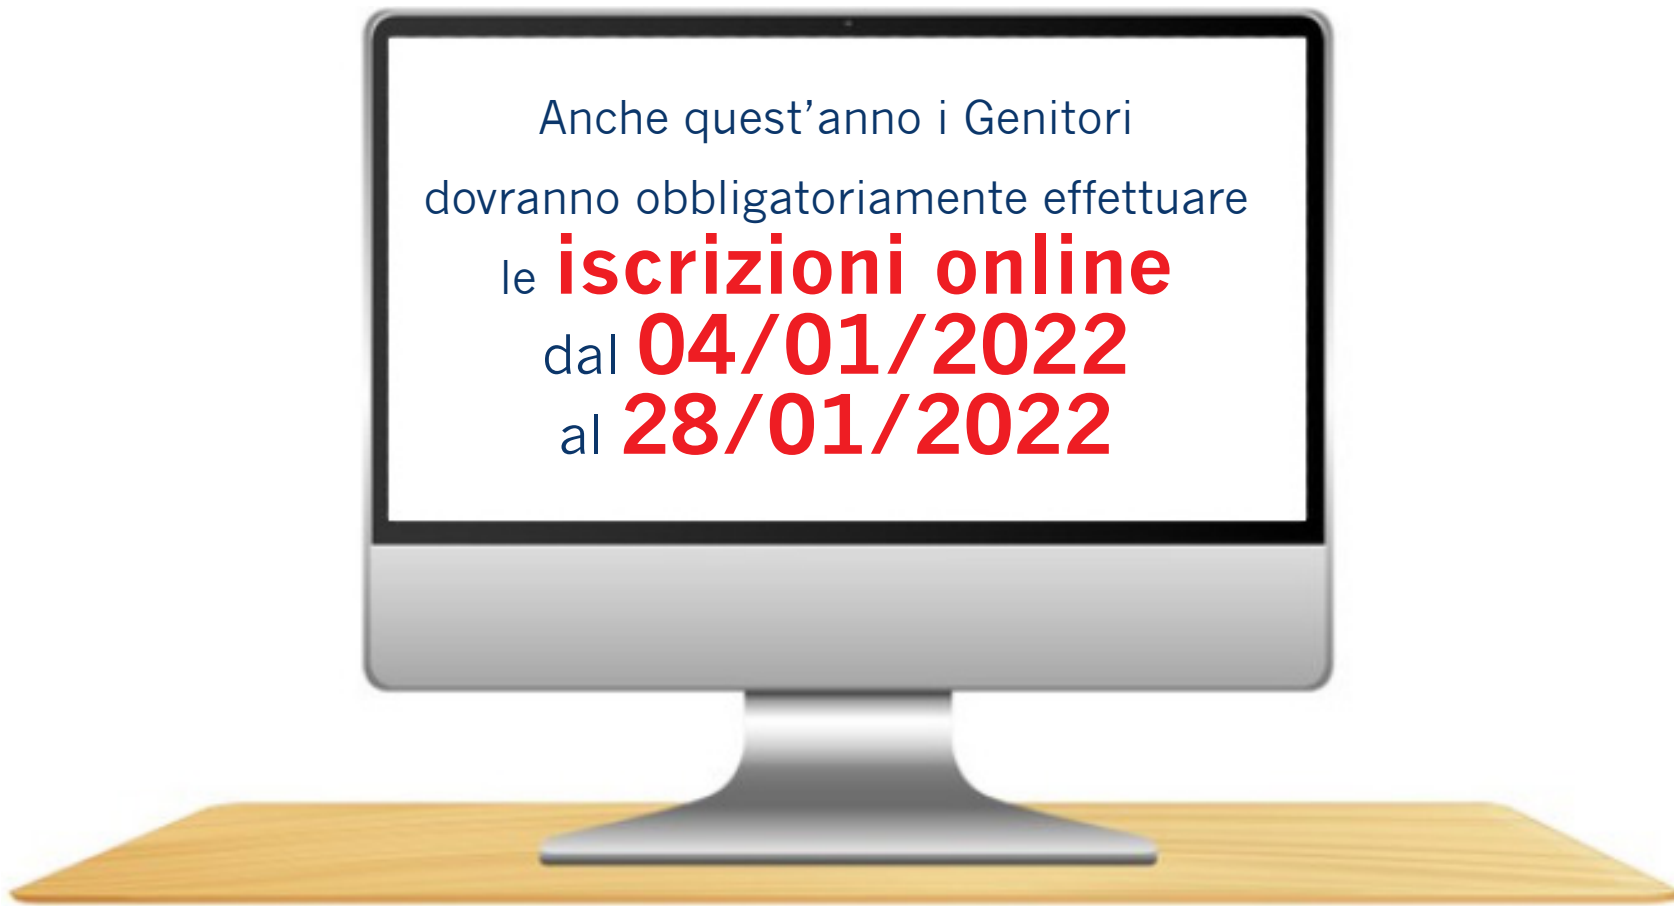 Anche quest’anno i Genitori
dovranno obbligatoriamente effettuare
le iscrizioni online
dal 04/01/2022
al 28/01/2022